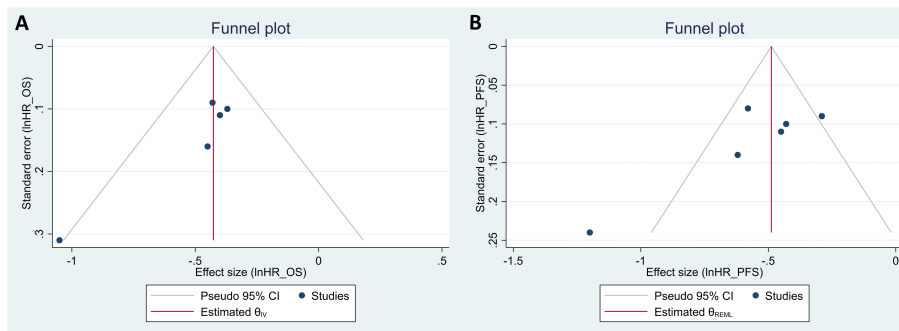 A
Funnel plot
Standard error (lnHR_OS)
0
.1
.2
.3
-1
-.5
0
.5
Effect size (lnHR_OS)
Pseudo 95% CI
Studies
Estimated θIV
B
Funnel plot
Standard error (lnHR_PFS)
0
.05
.1
.15
.2
.25
-1.5
-1
-.5
0
Effect size (lnHR_PFS)
Pseudo 95% CI
Studies
Estimated θREML